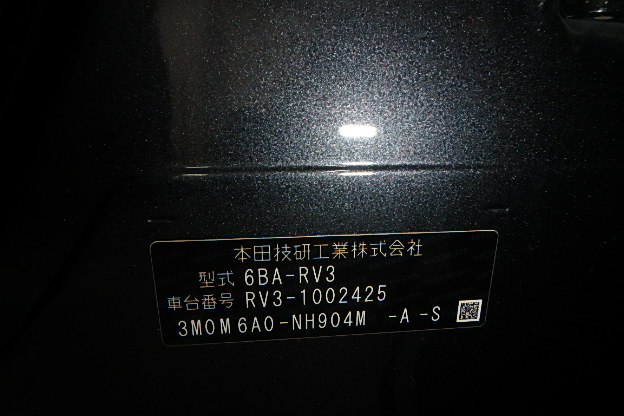 本田技研工業株式会社
型式 6BA-RV3
車台番号 RV3-1002425
3M0M6A0-NH904M -A-S